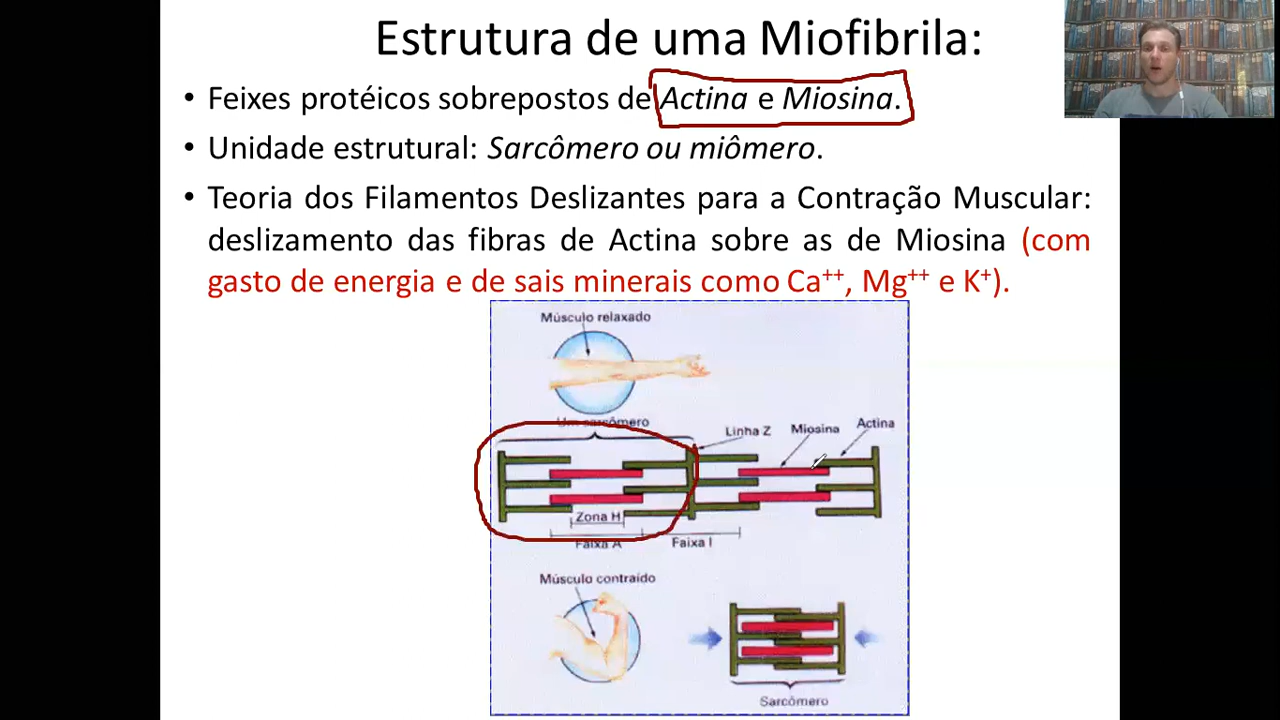 Estrutura de uma Miofibrila:
• Feixes protéicos sobrepostos de Actina e Miosina.
• Unidade estrutural: Sarcômero ou miômero.
• Teoria dos Filamentos Deslizantes para a Contração Muscular:
deslizamento das fibras de Actina sobre as de Miosina (com
gasto de energia e de sais minerais como Ca⁺⁺, Mg⁺⁺ e K⁺).
Músculo relaxado
Um sarcômero
Linha Z
Miosina
Actina
Zona H
Faixa A
Faixa I
Músculo contraído
Sarcômero